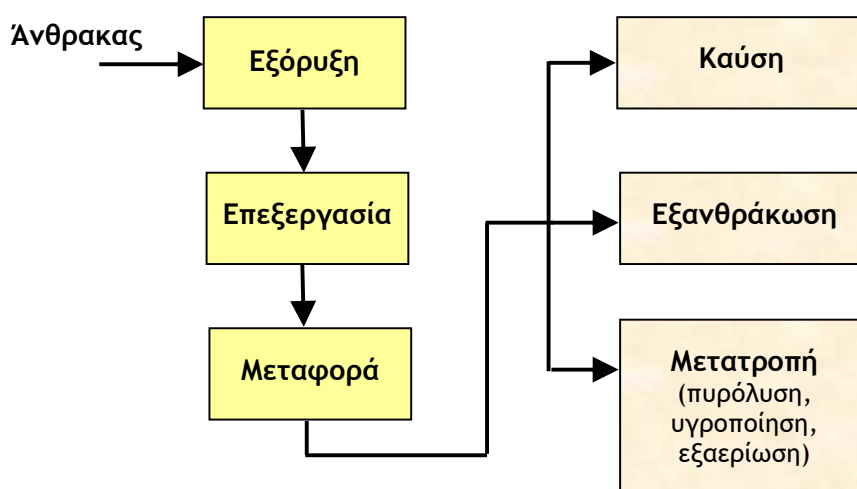 Άνθρακας
Εξόρυξη
Επεξεργασία
Μεταφορά
Καύση
Εξανθράκωση
Μετατροπή
(πυρόλυση,
υγροποίηση,
εξαερίωση)